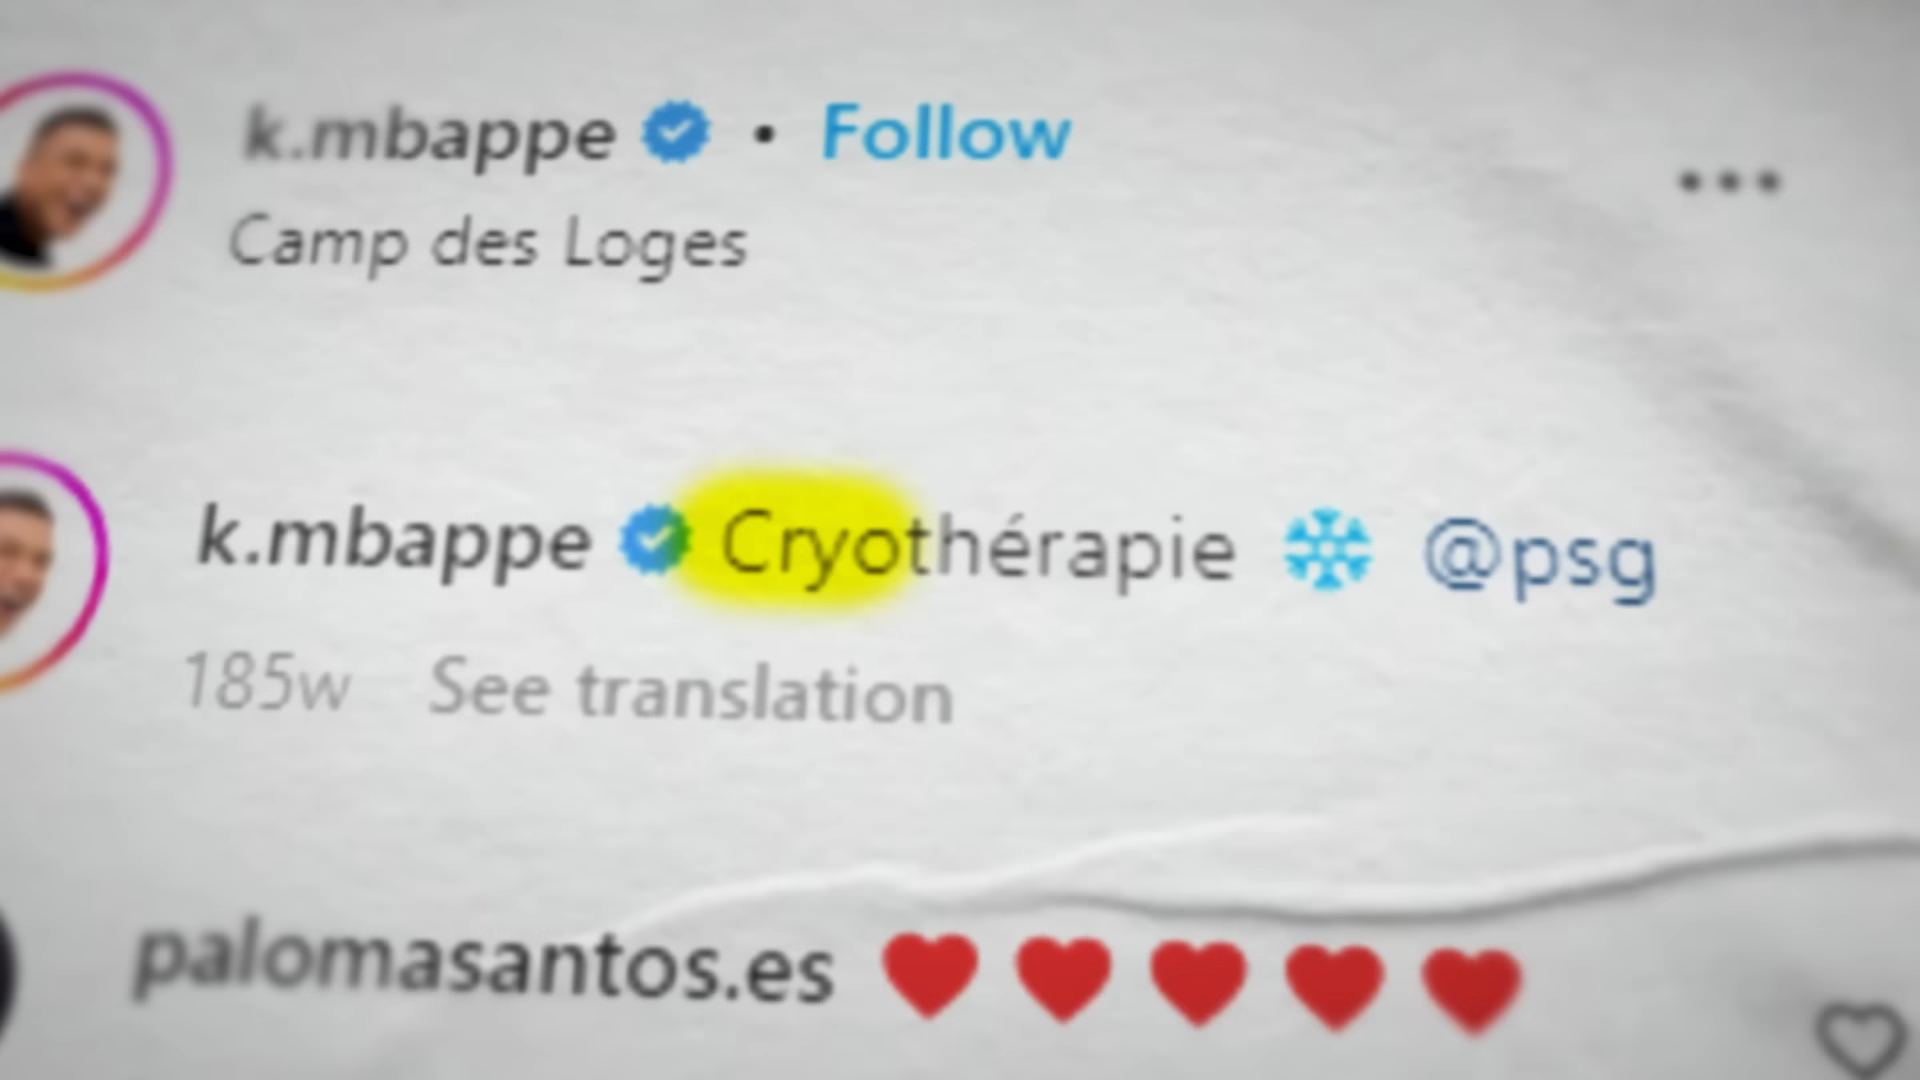 k.mbappe • Follow
Camp des Loges
k.mbappe Cryothérapie @psg
185w See translation
palomasantos.es